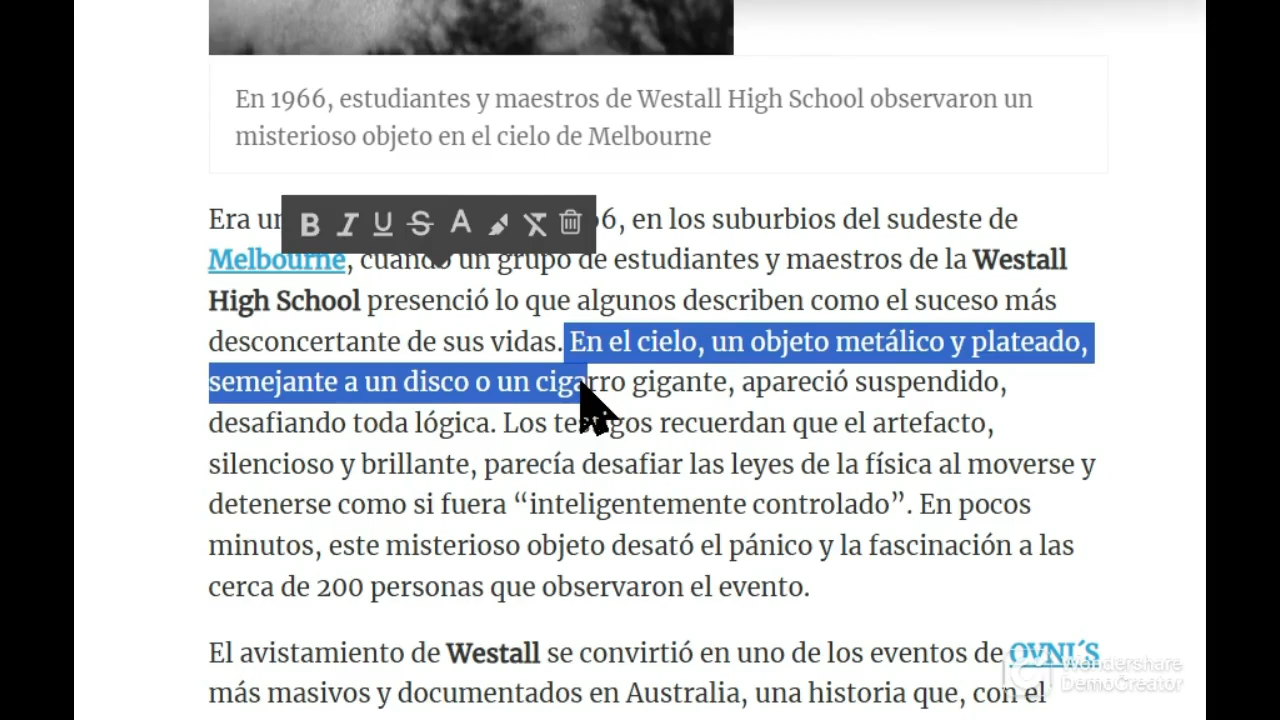 En 1966, estudiantes y maestros de Westall High School observaron un
misterioso objeto en el cielo de Melbourne
B I U S A
Era 6, en los suburbios del sudeste de
Melbourne, cuando un grupo de estudiantes y maestros de la Westall
High School presenció lo que algunos describen como el suceso más
desconcertante de sus vidas. En el cielo, un objeto metálico y plateado,
semejante a un disco o un cigarro gigante, apareció suspendido,
desafiando toda lógica. Los testigos recuerdan que el artefacto,
silencioso y brillante, parecía desafiar las leyes de la física al moverse y
detenerse como si fuera “inteligentemente controlado”. En pocos
minutos, este misterioso objeto desató el pánico y la fascinación a las
cerca de 200 personas que observaron el evento.
El avistamiento de Westall se convirtió en uno de los eventos de OVNI´S
más masivos y documentados en Australia, una historia que, con el
Wondershare
DemoCreator